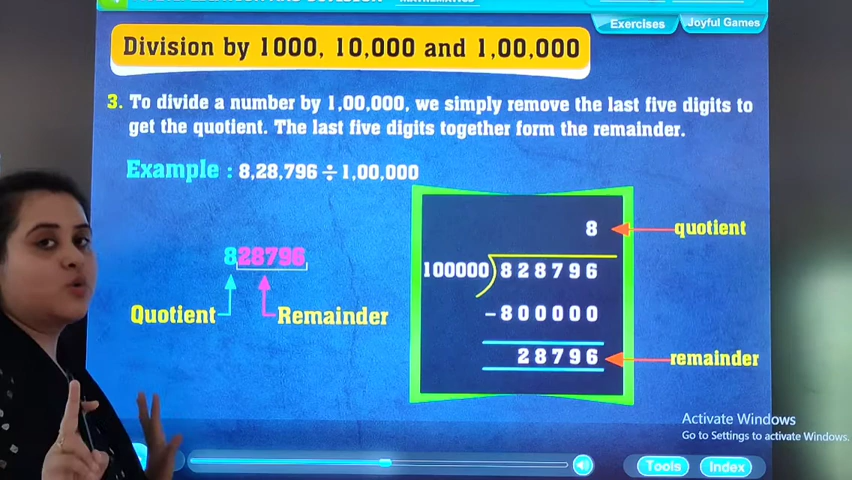 MATHEMATICS
Exercises
Joyful Games
Division by 1000, 10,000 and 1,00,000
3. To divide a number by 1,00,000, we simply remove the last five digits to
get the quotient. The last five digits together form the remainder.
Example : 8,28,796 ÷ 1,00,000
828796
Quotient
Remainder
8
quotient
100000)828796
-800000
28796
remainder
Activate Windows
Go to Settings to activate Windows.
Tools
Index